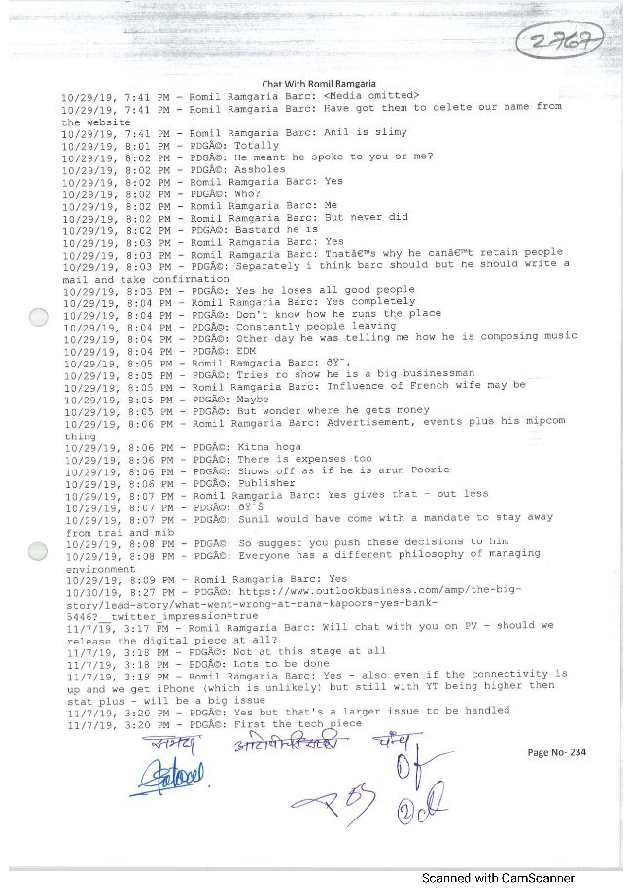 2767
Chat With Romil Ramgaria
10/29/19, 7:41 PM - Romil Ramgaria Barc: <Media omitted>
10/29/19, 7:41 PM - Romil Ramgaria Barc: Have got them to celete our name from
the website
10/29/19, 7:41 PM - Romil Ramgaria Barc: Anil is slimy
10/29/19, 8:01 PM - PDGÃ©: Totally
10/29/19, 8:02 PM - PDGÃ©: He meant he spoke to you or me?
10/29/19, 8:02 PM - PDGÃ©: Assholes
10/29/19, 8:02 PM - Romil Ramgaria Barc: Yes
10/29/19, 8:02 PM - PDGÃ©: Who?
10/29/19, 8:02 PM - Romil Ramgaria Barc: Me
10/29/19, 8:02 PM - Romil Ramgaria Barc: But never did
10/29/19, 8:02 PM - PDGÃ©: Bastard he is
10/29/19, 8:03 PM - Romil Ramgaria Barc: Yes
10/29/19, 8:03 PM - Romil Ramgaria Barc: Thatâ€™s why he canâ€™t retain people
10/29/19, 8:03 PM - PDGÃ©: Separately i think barc should but he should write a
mail and take confirmation
10/29/19, 8:03 PM - PDGÃ©: Yes he loses all good people
10/29/19, 8:04 PM - Romil Ramgaria Barc: Yes completely
10/29/19, 8:04 PM - PDGÃ©: Don't know how he runs the place
10/29/19, 8:04 PM - PDGÃ©: Constantly people leaving
10/29/19, 8:04 PM - PDGÃ©: Other day he was telling me how he is composing music
10/29/19, 8:04 PM - PDGÃ©: EDM
10/29/19, 8:05 PM - Romil Ramgaria Barc: ðŸ˜‚
10/29/19, 8:05 PM - PDGÃ©: Tries ro show he is a big businessman
10/29/19, 8:05 PM - Romil Ramgaria Barc: Influence of French wife may be
10/29/19, 8:05 PM - PDGÃ©: Maybe
10/29/19, 8:05 PM - PDGÃ©: But wonder where he gets money
10/29/19, 8:06 PM - Romil Ramgaria Barc: Advertisement, events plus his mipcom
thing
10/29/19, 8:06 PM - PDGÃ©: Kitna hoga
10/29/19, 8:06 PM - PDGÃ©: There is expenses too
10/29/19, 8:06 PM - PDGÃ©: Shows off as if he is arun Poorie
10/29/19, 8:06 PM - PDGÃ©: Publisher
10/29/19, 8:07 PM - Romil Ramgaria Barc: Yes gives that - out less
10/29/19, 8:07 PM - PDGÃ©: ðŸ˜Š
10/29/19, 8:07 PM - PDGÃ©: Sunil would have come with a mandate to stay away
from trai and mib
10/29/19, 8:08 PM - PDGÃ©: So suggest you push these decisions to him
10/29/19, 8:08 PM - PDGÃ©: Everyone has a different philosophy of managing
environment
10/29/19, 8:09 PM - Romil Ramgaria Barc: Yes
10/30/19, 8:27 PM - PDGÃ©: https://www.outlookbusiness.com/amp/the-big-
story/lead-story/what-went-wrong-at-rana-kapoors-yes-bank-
5446?__twitter_impression=true
11/7/19, 3:17 PM - Romil Ramgaria Barc: Will chat with you on PV - should we
release the digital piece at all?
11/7/19, 3:18 PM - PDGÃ©: Not at this stage at all
11/7/19, 3:18 PM - PDGÃ©: Lots to be done
11/7/19, 3:19 PM - Romil Ramgaria Barc: Yes - also even if the connectivity is
up and we get iPhone (which is unlikely) but still with YT being higher then
stat plus - will be a big issue
11/7/19, 3:20 PM - PDGÃ©: Yes but that's a larger issue to be handled
11/7/19, 3:20 PM - PDGÃ©: First the tech piece
समक्ष पंच
Page No- 234
Scanned with CamScanner